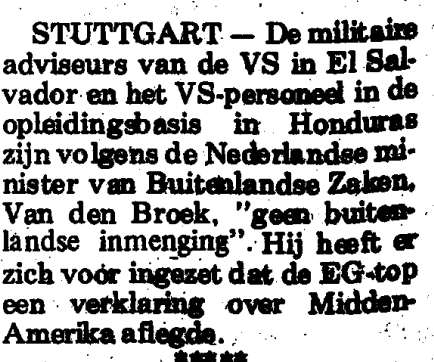 STUTTGART — De militaire
adviseurs van de VS in El Sal-
vador en het VS-personeel in de
opleidingsbasis in Honduras
zijn volgens de Nederlandse mi-
nister van Buitenlandse Zaken,
Van den Broek, "geen buiten-
landse inmenging". Hij heeft er
zich voor ingezet dat de EG-top
een verklaring over Midden-
Amerika aflegde.
*****